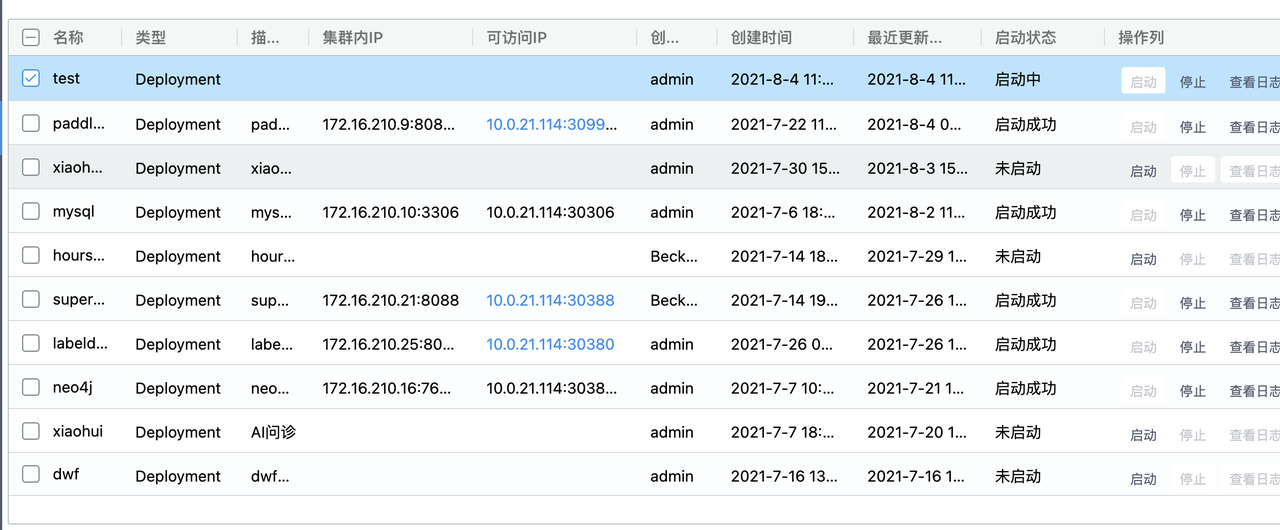 名称 类型 描... 集群内IP 可访问IP 创... 创建时间 最近更新... 启动状态 操作列
test Deployment admin 2021-8-4 11:... 2021-8-4 11... 启动中 启动 停止 查看日志
paddl... Deployment pad... 172.16.210.9:808... 10.0.21.114:3099... admin 2021-7-22 11... 2021-8-4 0... 启动成功 启动 停止 查看日志
xiaoh... Deployment xiao... admin 2021-7-30 15... 2021-8-3 15... 未启动 启动 停止 查看日志
mysql Deployment mys... 172.16.210.10:3306 10.0.21.114:30306 admin 2021-7-6 18:... 2021-8-2 11... 启动成功 启动 停止 查看日志
hours... Deployment hour... Beck... 2021-7-14 18... 2021-7-29 1... 未启动 启动 停止 查看日志
super... Deployment sup... 172.16.210.21:8088 10.0.21.114:30388 Beck... 2021-7-14 19... 2021-7-26 1... 启动成功 启动 停止 查看日志
labeld... Deployment labe... 172.16.210.25:80... 10.0.21.114:30380 admin 2021-7-26 0... 2021-7-26 1... 启动成功 启动 停止 查看日志
neo4j Deployment neo... 172.16.210.16:76... 10.0.21.114:3038... admin 2021-7-7 10:... 2021-7-21 1... 启动成功 启动 停止 查看日志
xiaohui Deployment AI问诊 admin 2021-7-7 18:... 2021-7-20 1... 未启动 启动 停止 查看日志
dwf Deployment dwf... admin 2021-7-16 13... 2021-7-16 1... 未启动 启动 停止 查看日志